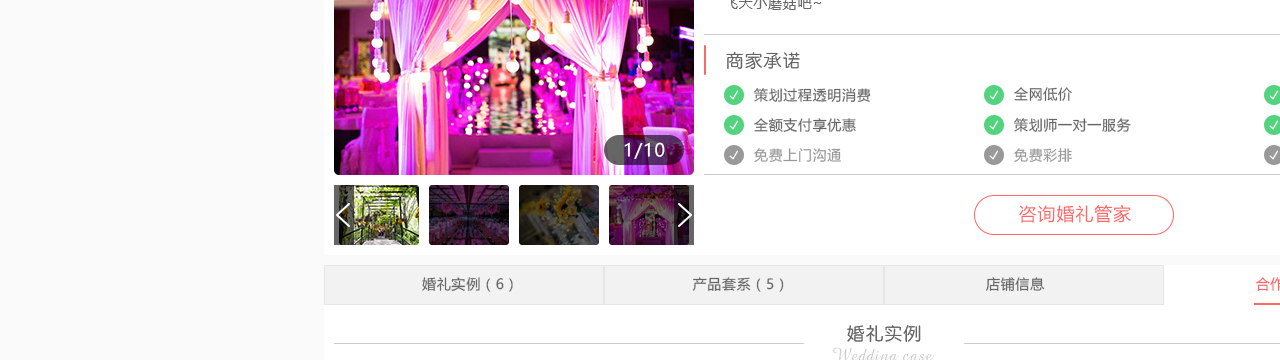 飞天小蘑菇吧~
商家承诺
策划过程透明消费 全网低价
全额支付享优惠 策划师一对一服务
免费上门沟通 免费彩排
1/10
咨询婚礼管家
婚礼实例 ( 6 ) 产品套系 ( 5 ) 店铺信息 合作
婚礼实例
Wedding case